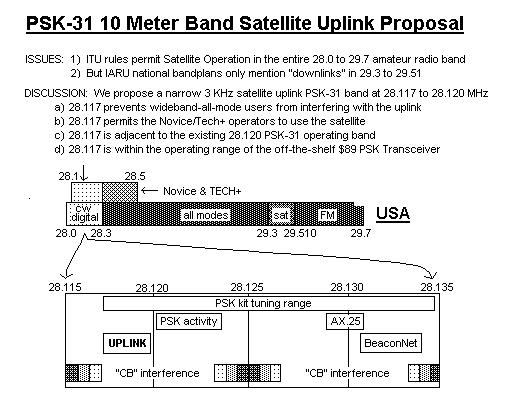 PSK-31 10 Meter Band Satellite Uplink Proposal
ISSUES: 1) ITU rules permit Satellite Operation in the entire 28.0 to 29.7 amateur radio band
2) But IARU national bandplans only mention "downlinks" in 29.3 to 29.51
DISCUSSION: We propose a narrow 3 KHz satellite uplink PSK-31 band at 28.117 to 28.120 MHz
a) 28.117 prevents wideband-all-mode users from interfering with the uplink
b) 28.117 permits the Novice/Tech+ operators to use the satellite
c) 28.117 is adjacent to the existing 28.120 PSK-31 operating band
d) 28.117 is within the operating range of the off-the-shelf $89 PSK Transceiver
28.1 28.5
Novice & TECH+
cw digital all modes sat FM USA
28.0 28.3 29.3 29.510 29.7
28.115 28.120 28.125 28.130 28.135
PSK kit tuning range
PSK activity AX.25
UPLINK BeaconNet
"CB" interference "CB" interference